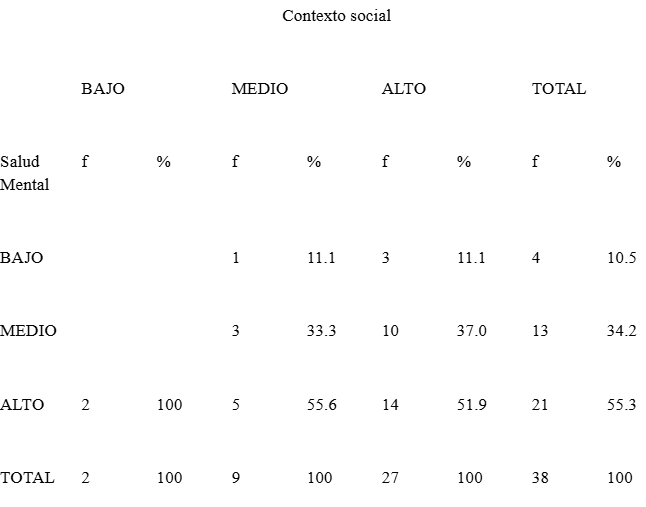 Contexto social
BAJO MEDIO ALTO TOTAL
Salud Mental f % f % f % f %
BAJO 1 11.1 3 11.1 4 10.5
MEDIO 3 33.3 10 37.0 13 34.2
ALTO 2 100 5 55.6 14 51.9 21 55.3
TOTAL 2 100 9 100 27 100 38 100